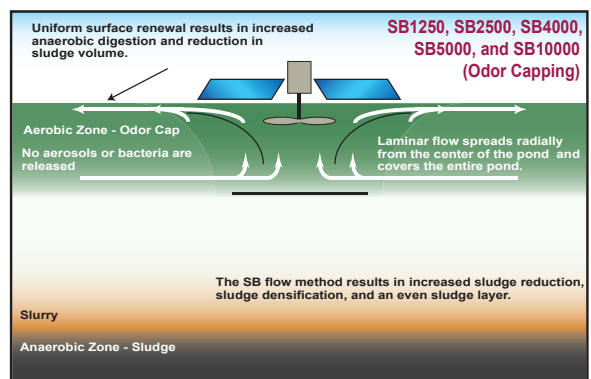 Uniform surface renewal results in increased
anaerobic digestion and reduction in
sludge volume.
SB1250, SB2500, SB4000,
SB5000, and SB10000
(Odor Capping)
Aerobic Zone - Odor Cap
No aerosols or bacteria are
released
Laminar flow spreads radially
from the center of the pond and
covers the entire pond.
The SB flow method results in increased sludge reduction,
sludge densification, and an even sludge layer.
Slurry
Anaerobic Zone - Sludge